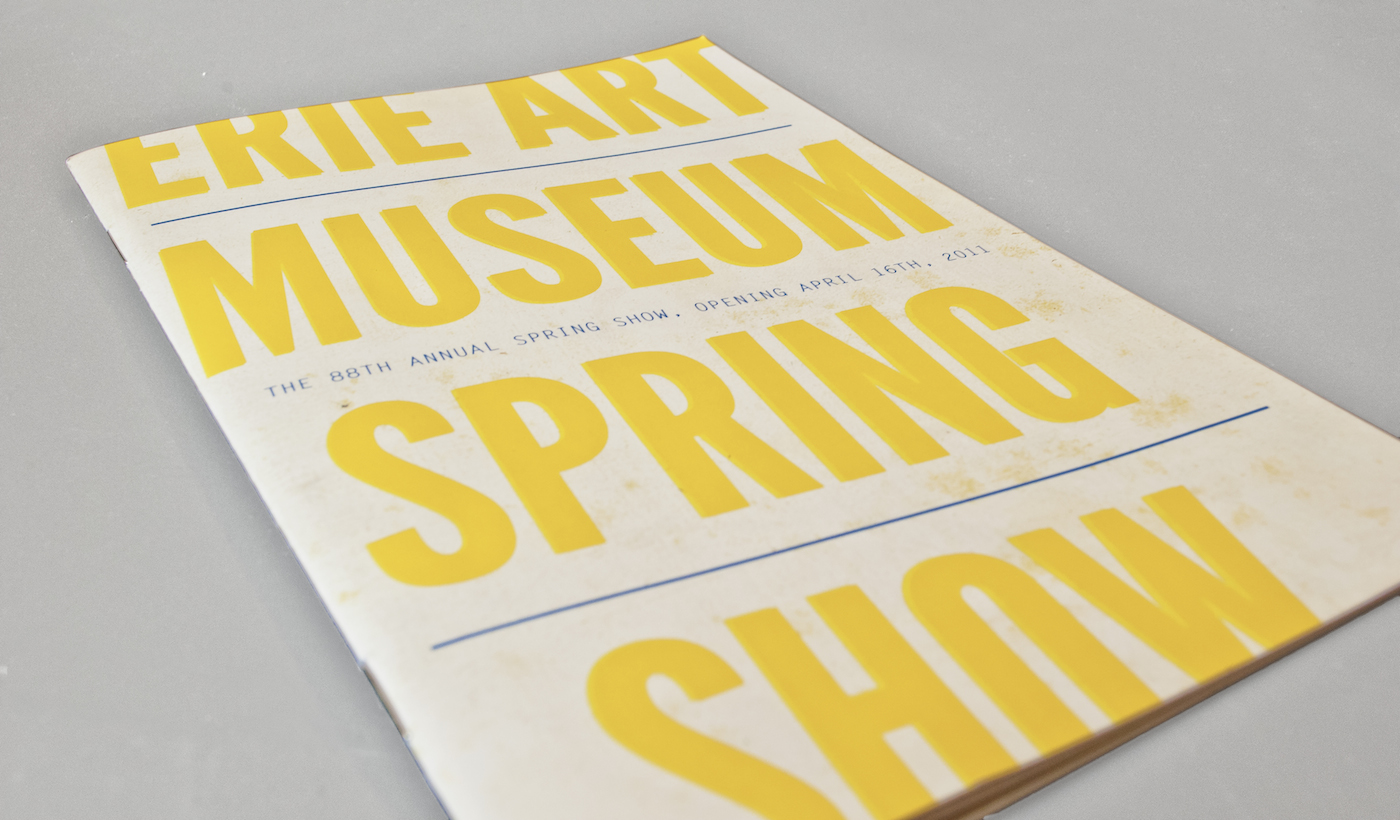 ERIE ART
MUSEUM
THE 88TH ANNUAL SPRING SHOW, OPENING APRIL 16TH, 2011
SPRING
SHOW